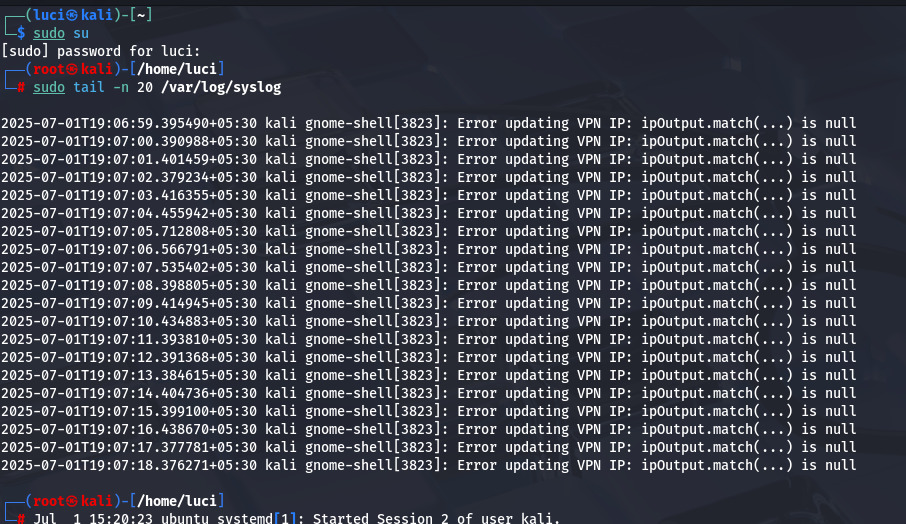 ┌──(luci㉿kali)-[~]
└─$ sudo su
[sudo] password for luci:
┌──(root㉿kali)-[/home/luci]
└─# sudo tail -n 20 /var/log/syslog
2025-07-01T19:06:59.395490+05:30 kali gnome-shell[3823]: Error updating VPN IP: ipOutput.match(...) is null
2025-07-01T19:07:00.390988+05:30 kali gnome-shell[3823]: Error updating VPN IP: ipOutput.match(...) is null
2025-07-01T19:07:01.401459+05:30 kali gnome-shell[3823]: Error updating VPN IP: ipOutput.match(...) is null
2025-07-01T19:07:02.379234+05:30 kali gnome-shell[3823]: Error updating VPN IP: ipOutput.match(...) is null
2025-07-01T19:07:03.416355+05:30 kali gnome-shell[3823]: Error updating VPN IP: ipOutput.match(...) is null
2025-07-01T19:07:04.455942+05:30 kali gnome-shell[3823]: Error updating VPN IP: ipOutput.match(...) is null
2025-07-01T19:07:05.712808+05:30 kali gnome-shell[3823]: Error updating VPN IP: ipOutput.match(...) is null
2025-07-01T19:07:06.566791+05:30 kali gnome-shell[3823]: Error updating VPN IP: ipOutput.match(...) is null
2025-07-01T19:07:07.535402+05:30 kali gnome-shell[3823]: Error updating VPN IP: ipOutput.match(...) is null
2025-07-01T19:07:08.398805+05:30 kali gnome-shell[3823]: Error updating VPN IP: ipOutput.match(...) is null
2025-07-01T19:07:09.414945+05:30 kali gnome-shell[3823]: Error updating VPN IP: ipOutput.match(...) is null
2025-07-01T19:07:10.434883+05:30 kali gnome-shell[3823]: Error updating VPN IP: ipOutput.match(...) is null
2025-07-01T19:07:11.393810+05:30 kali gnome-shell[3823]: Error updating VPN IP: ipOutput.match(...) is null
2025-07-01T19:07:12.391368+05:30 kali gnome-shell[3823]: Error updating VPN IP: ipOutput.match(...) is null
2025-07-01T19:07:13.384615+05:30 kali gnome-shell[3823]: Error updating VPN IP: ipOutput.match(...) is null
2025-07-01T19:07:14.404736+05:30 kali gnome-shell[3823]: Error updating VPN IP: ipOutput.match(...) is null
2025-07-01T19:07:15.399100+05:30 kali gnome-shell[3823]: Error updating VPN IP: ipOutput.match(...) is null
2025-07-01T19:07:16.438670+05:30 kali gnome-shell[3823]: Error updating VPN IP: ipOutput.match(...) is null
2025-07-01T19:07:17.377781+05:30 kali gnome-shell[3823]: Error updating VPN IP: ipOutput.match(...) is null
2025-07-01T19:07:18.376271+05:30 kali gnome-shell[3823]: Error updating VPN IP: ipOutput.match(...) is null
┌──(root㉿kali)-[/home/luci]
└─# Jul  1 15:20:23 ubuntu systemd[1]: Started Session 2 of user kali.